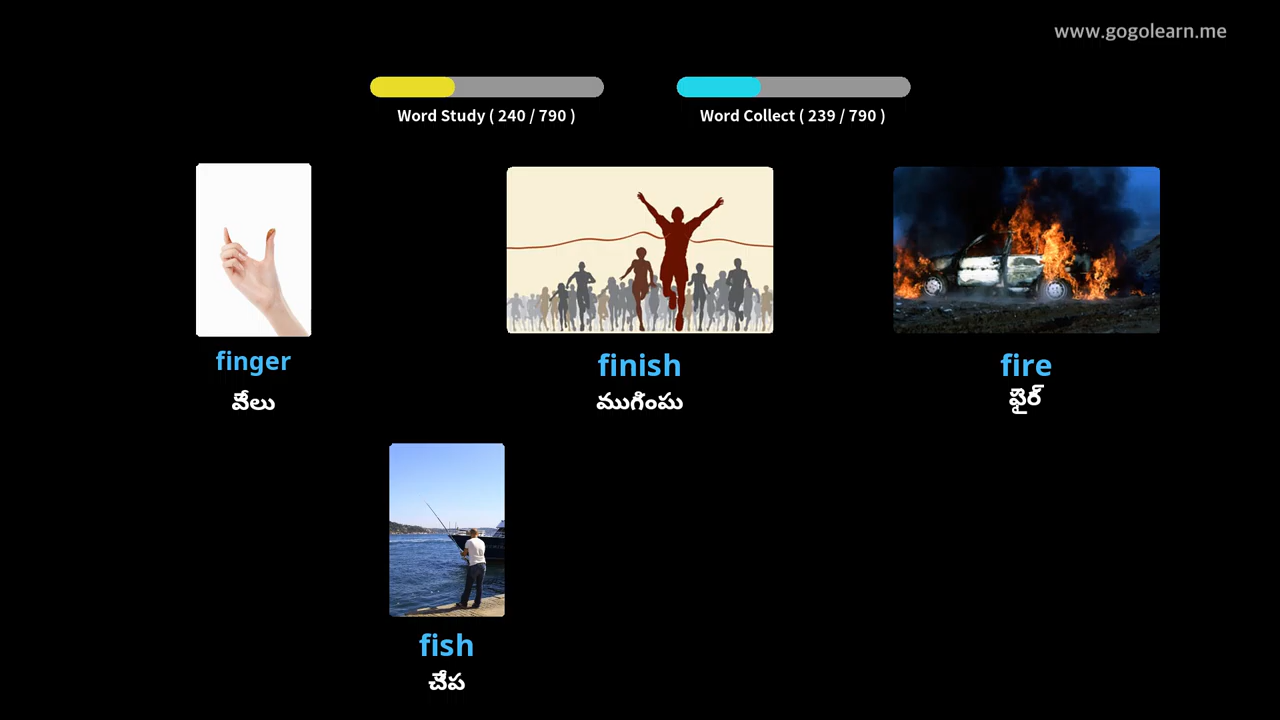 www.gogolearn.me
Word Study ( 240 / 790 )
Word Collect ( 239 / 790 )
finger
వేలు
finish
ముగింపు
fire
ఫైర్
fish
చేప